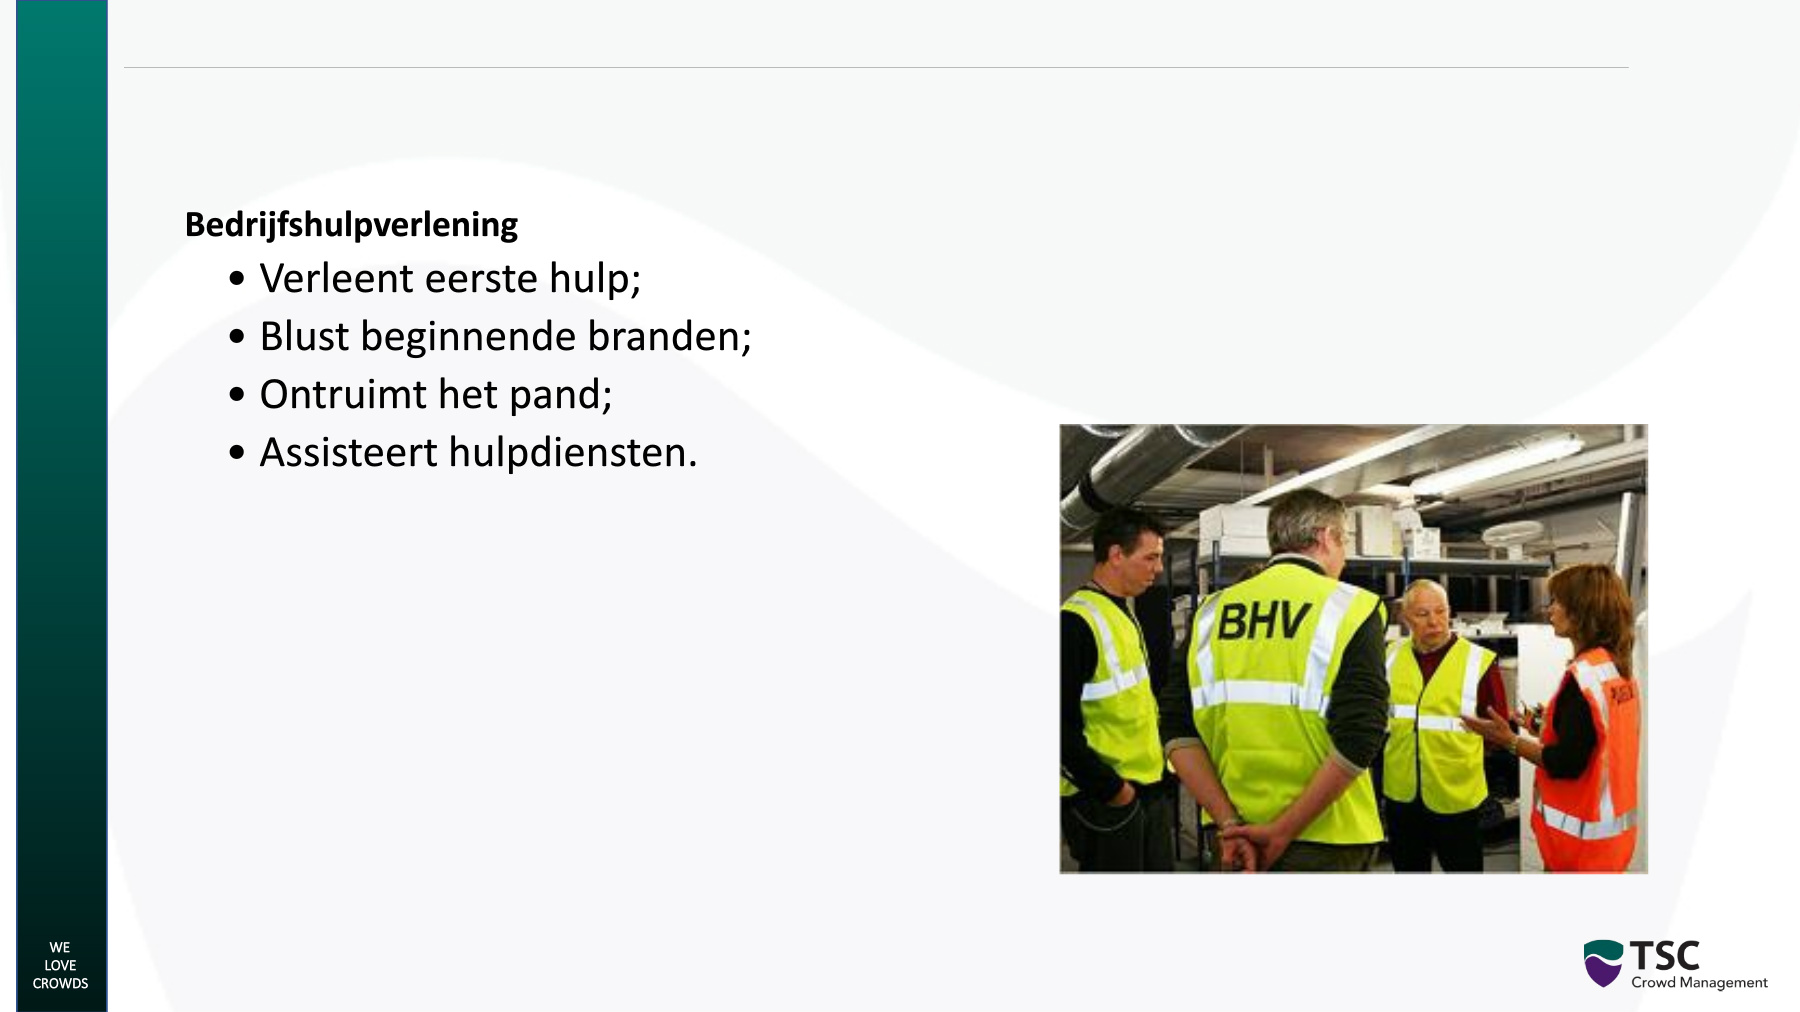 Bedrijfshulpverlening
• Verleent eerste hulp;
• Blust beginnende branden;
• Ontruimt het pand;
• Assisteert hulpdiensten.
BHV
WE
LOVE
CROWDS
TSC
Crowd Management